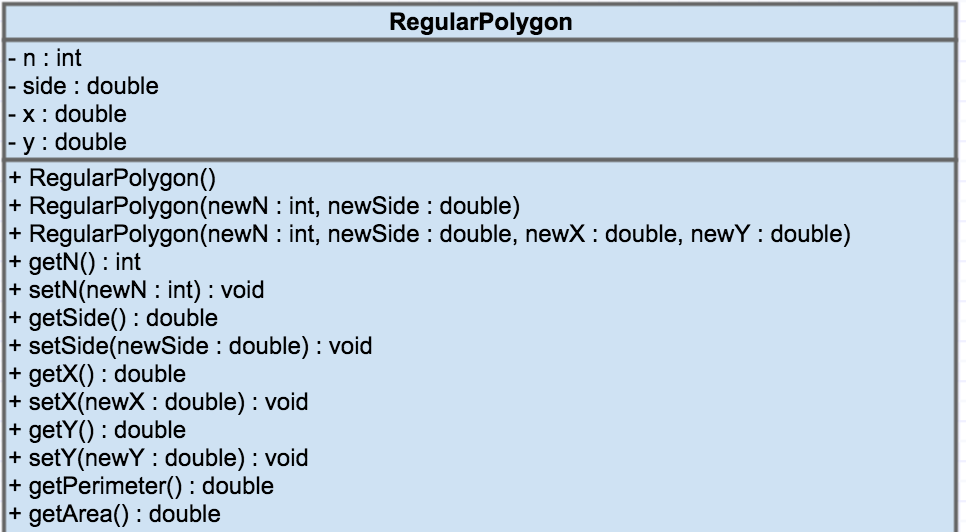 RegularPolygon
- n : int
- side : double
- x : double
- y : double
+ RegularPolygon()
+ RegularPolygon(newN : int, newSide : double)
+ RegularPolygon(newN : int, newSide : double, newX : double, newY : double)
+ getN() : int
+ setN(newN : int) : void
+ getSide() : double
+ setSide(newSide : double) : void
+ getX() : double
+ setX(newX : double) : void
+ getY() : double
+ setY(newY : double) : void
+ getPerimeter() : double
+ getArea() : double